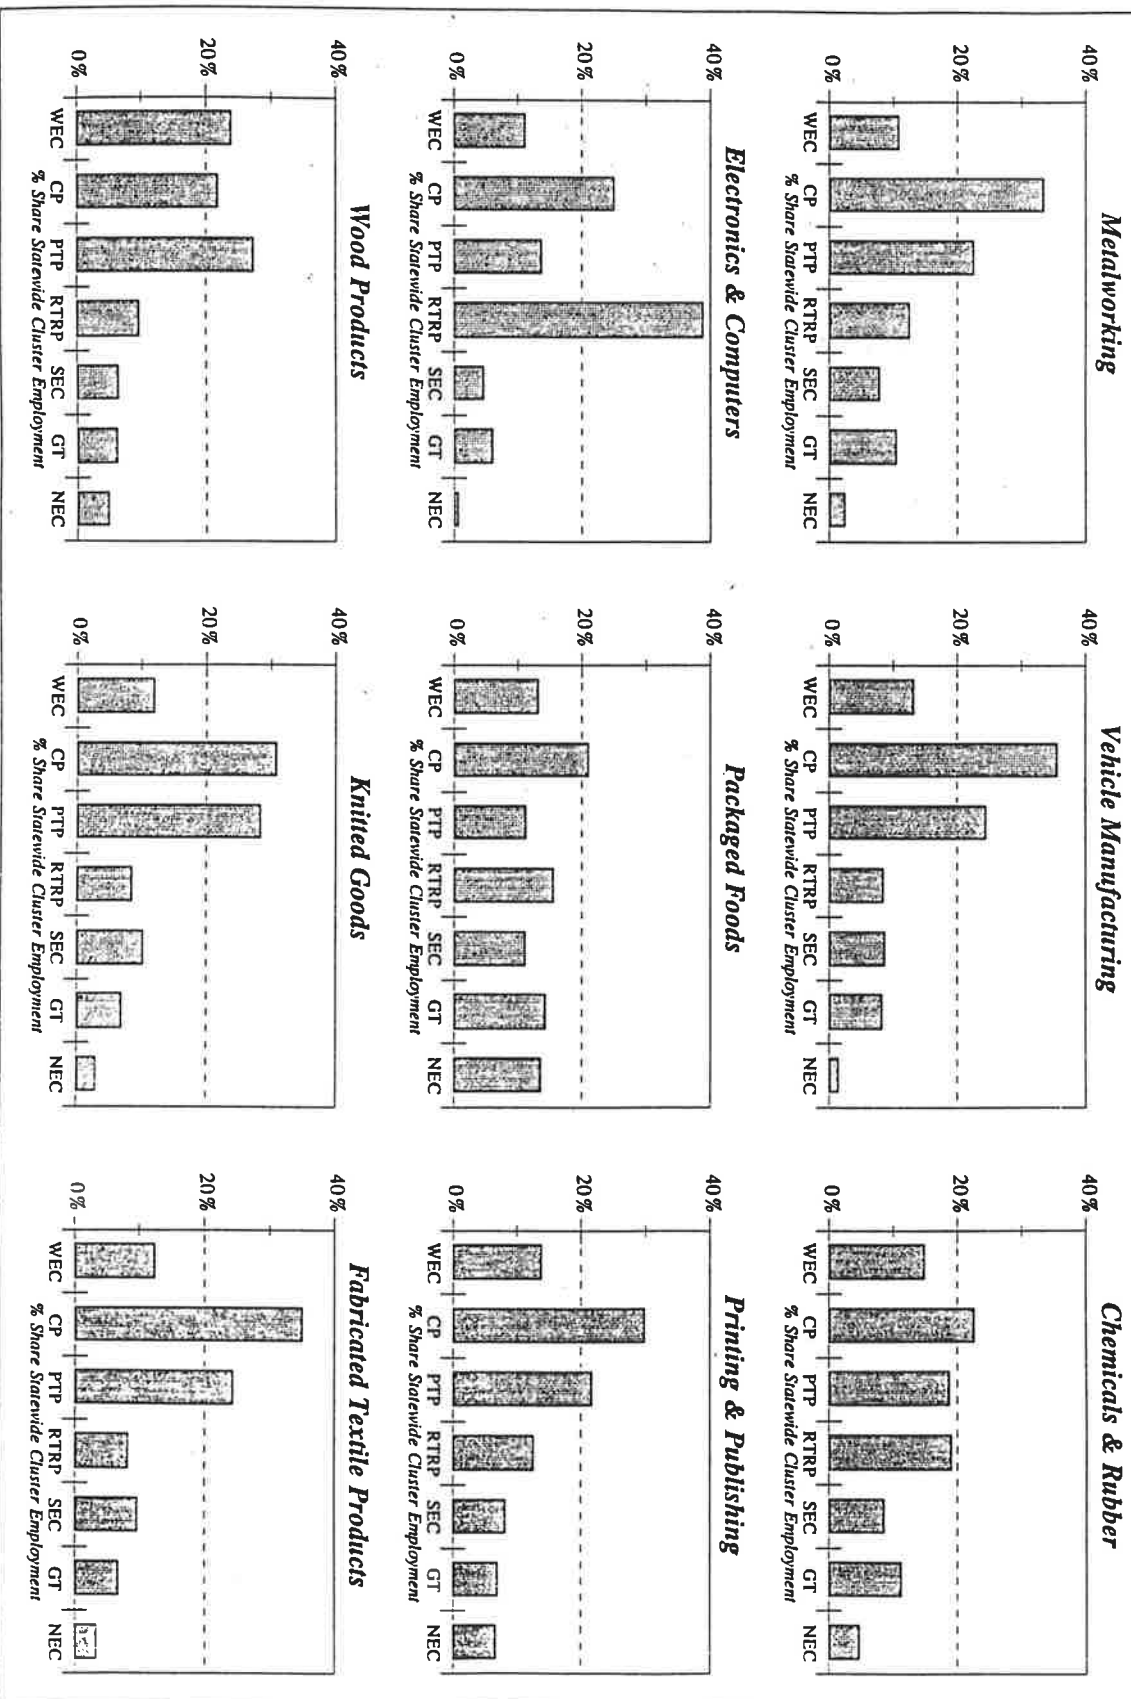 Metalworking
40%
20%
0%
WEC CP PTP RTRP SEC GT NEC
% Share Statewide Cluster Employment
Vehicle Manufacturing
40%
20%
0%
WEC CP PTP RTRP SEC GT NEC
% Share Statewide Cluster Employment
Chemicals & Rubber
40%
20%
0%
WEC CP PTP RTRP SEC GT NEC
% Share Statewide Cluster Employment
Electronics & Computers
40%
20%
0%
WEC CP PTP RTRP SEC GT NEC
% Share Statewide Cluster Employment
Packaged Foods
40%
20%
0%
WEC CP PTP RTRP SEC GT NEC
% Share Statewide Cluster Employment
Printing & Publishing
40%
20%
0%
WEC CP PTP RTRP SEC GT NEC
% Share Statewide Cluster Employment
Wood Products
40%
20%
0%
WEC CP PTP RTRP SEC GT NEC
% Share Statewide Cluster Employment
Knitted Goods
40%
20%
0%
WEC CP PTP RTRP SEC GT NEC
% Share Statewide Cluster Employment
Fabricated Textile Products
40%
20%
0%
WEC CP PTP RTRP SEC GT NEC
% Share Statewide Cluster Employment